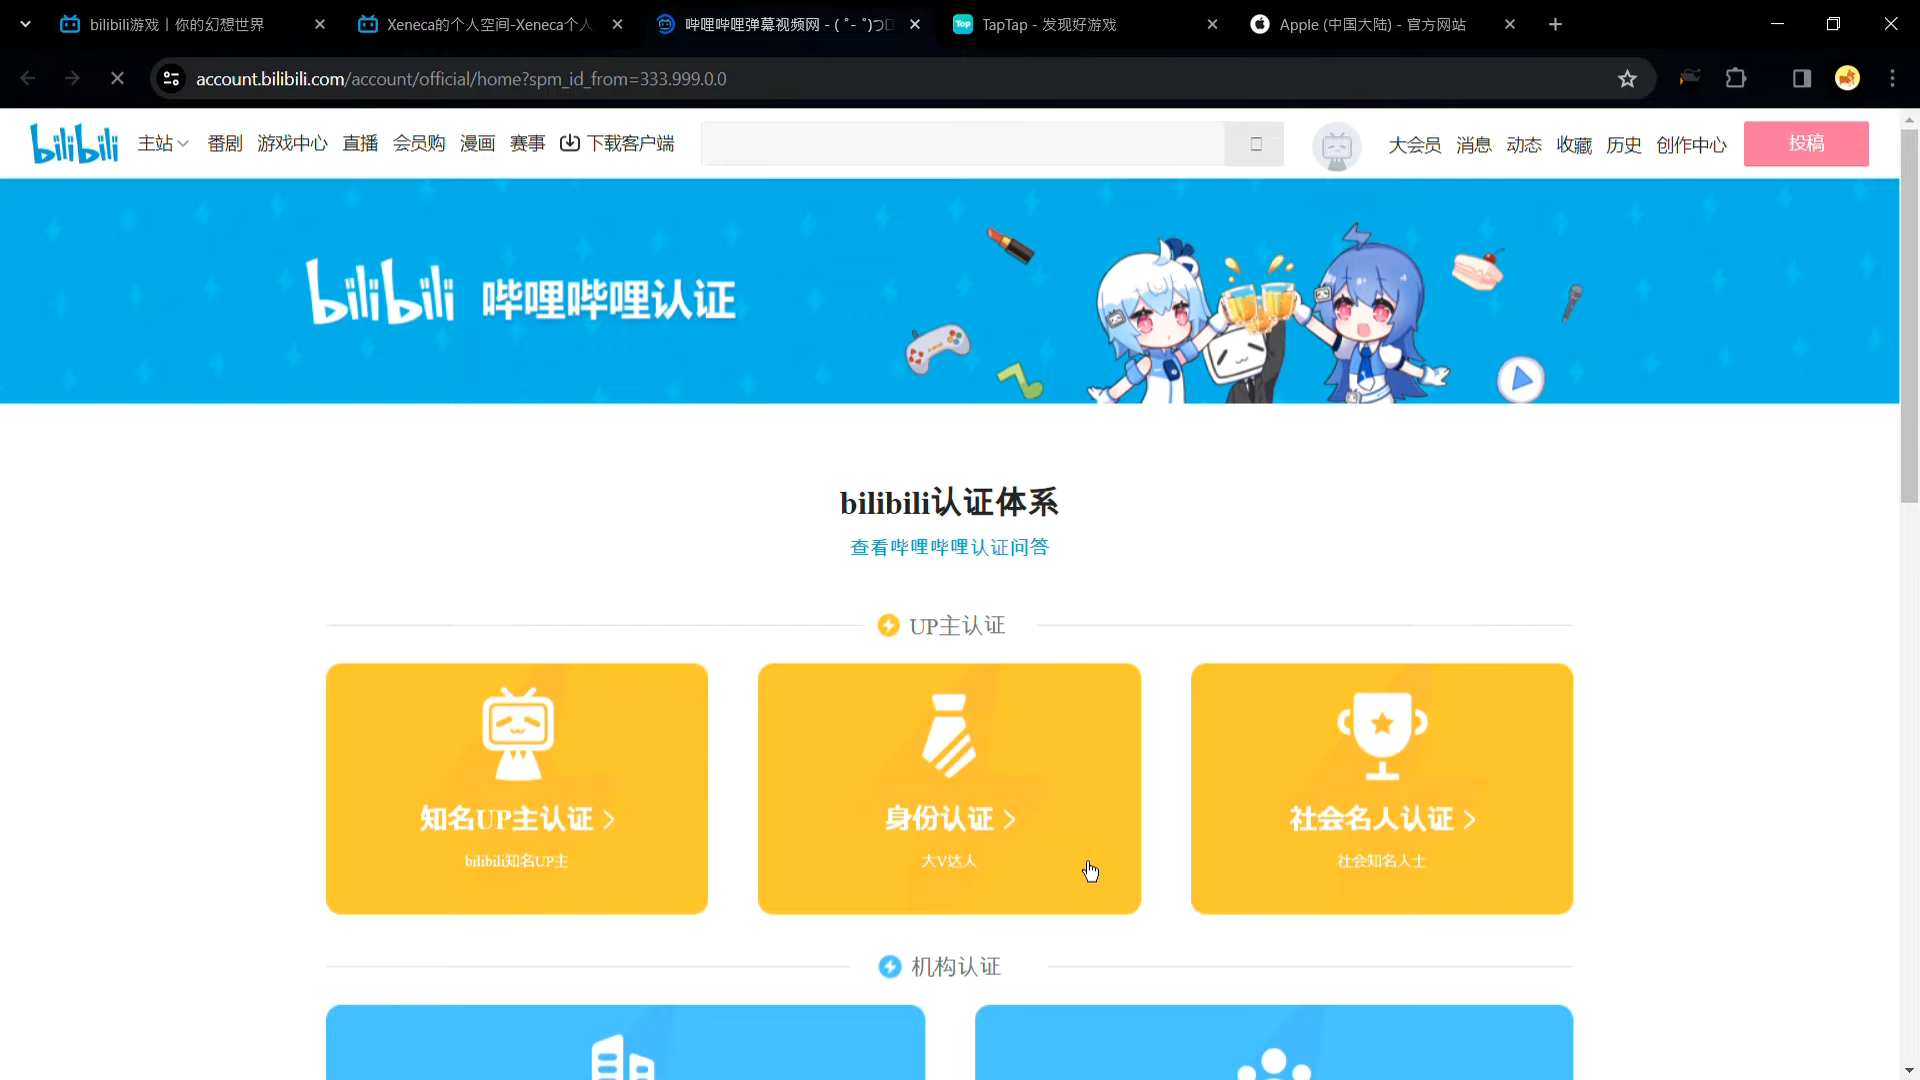 bilibili游戏丨你的幻想世界
Xeneca的个人空间-Xeneca个人
哔哩哔哩弹幕视频网 - ( ゜- ゜)つ
TapTap - 发现好游戏
Apple (中国大陆) - 官方网站
account.bilibili.com/account/official/home?spm_id_from=333.999.0.0
bilibili 主站 番剧 游戏中心 直播 会员购 漫画 赛事 下载客户端
大会员 消息 动态 收藏 历史 创作中心 投稿
bilibili 哔哩哔哩认证
bilibili认证体系
查看哔哩哔哩认证问答
UP主认证
知名UP主认证
bilibili知名UP主
身份认证
大V达人
社会名人认证
社会知名人士
机构认证